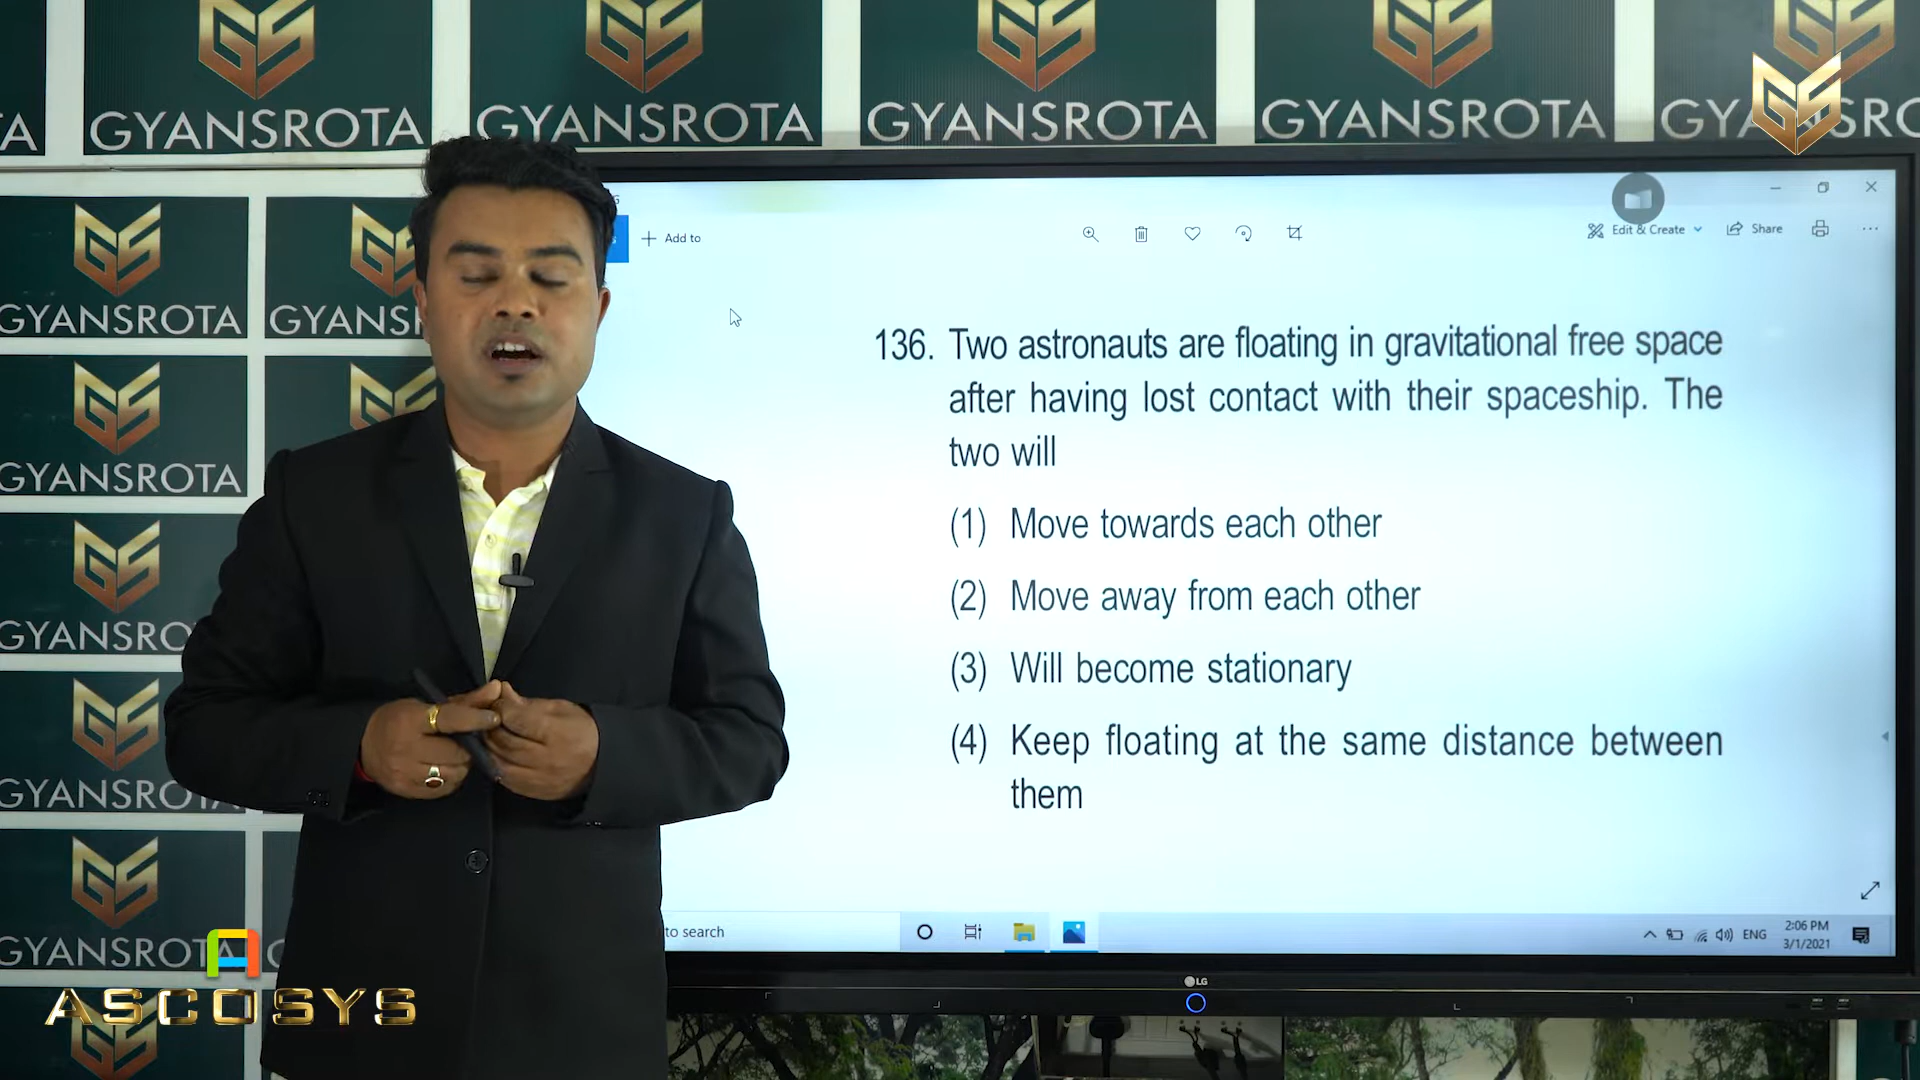 GYANSROTA
GYANSROTA
GYANSROTA
GYANSROTA
GYANSROTA
GYANSROTA
GYANSROTA
GYANSROTA
GYANSROTA
Add to
Edit & Create
Share
136. Two astronauts are floating in gravitational free space
after having lost contact with their spaceship. The
two will
(1) Move towards each other
(2) Move away from each other
(3) Will become stationary
(4) Keep floating at the same distance between
them
to search
ENG
2:06 PM
3/1/2021
LG
ASCOSYS